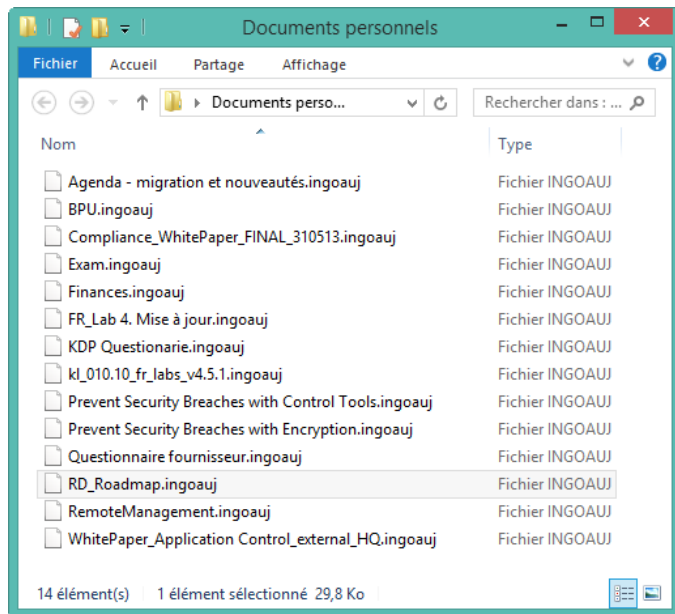 Documents personnels
Fichier Accueil Partage Affichage
Documents perso... Rechercher dans : ...
Nom Type
Agenda - migration et nouveautés.ingoauj Fichier INGOAUJ
BPU.ingoauj Fichier INGOAUJ
Compliance_WhitePaper_FINAL_310513.ingoauj Fichier INGOAUJ
Exam.ingoauj Fichier INGOAUJ
Finances.ingoauj Fichier INGOAUJ
FR_Lab 4. Mise à jour.ingoauj Fichier INGOAUJ
KDP Questionarie.ingoauj Fichier INGOAUJ
kl_010.10_fr_labs_v4.5.1.ingoauj Fichier INGOAUJ
Prevent Security Breaches with Control Tools.ingoauj Fichier INGOAUJ
Prevent Security Breaches with Encryption.ingoauj Fichier INGOAUJ
Questionnaire fournisseur.ingoauj Fichier INGOAUJ
RD_Roadmap.ingoauj Fichier INGOAUJ
RemoteManagement.ingoauj Fichier INGOAUJ
WhitePaper_Application Control_external_HQ.ingoauj Fichier INGOAUJ
14 élément(s) 1 élément sélectionné 29,8 Ko